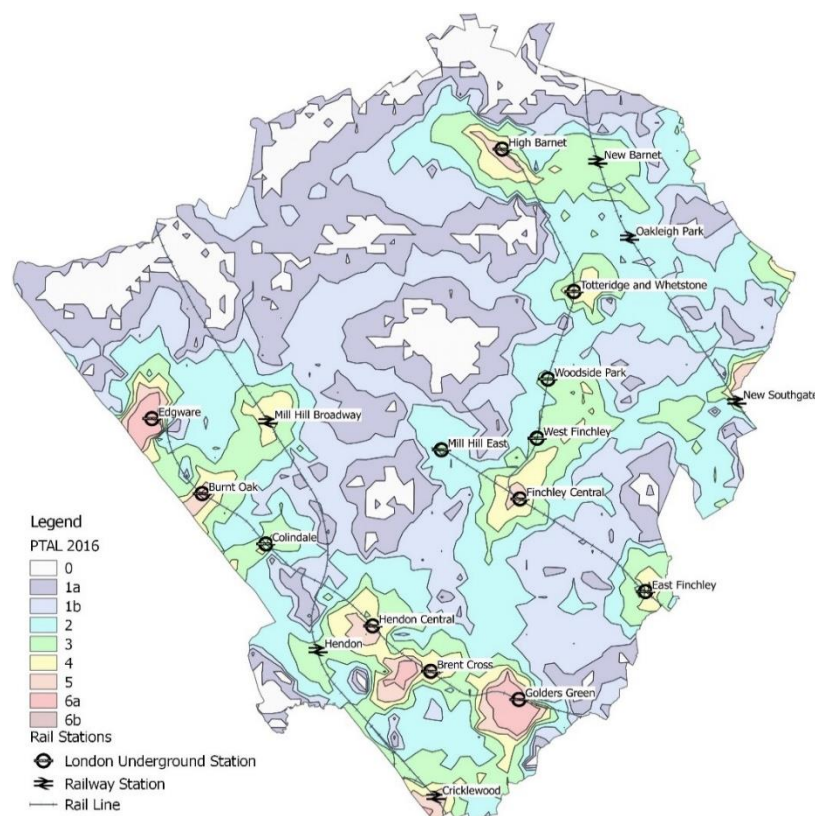 High Barnet
New Barnet
Oakleigh Park
Totteridge and Whetstone
Woodside Park
New Southgate
Edgware
Mill Hill Broadway
West Finchley
Mill Hill East
Burnt Oak
Finchley Central
Colindale
East Finchley
Hendon Central
Hendon
Brent Cross
Golders Green
Cricklewood
Legend
PTAL 2016
0
1a
1b
2
3
4
5
6a
6b
Rail Stations
London Underground Station
Railway Station
Rail Line